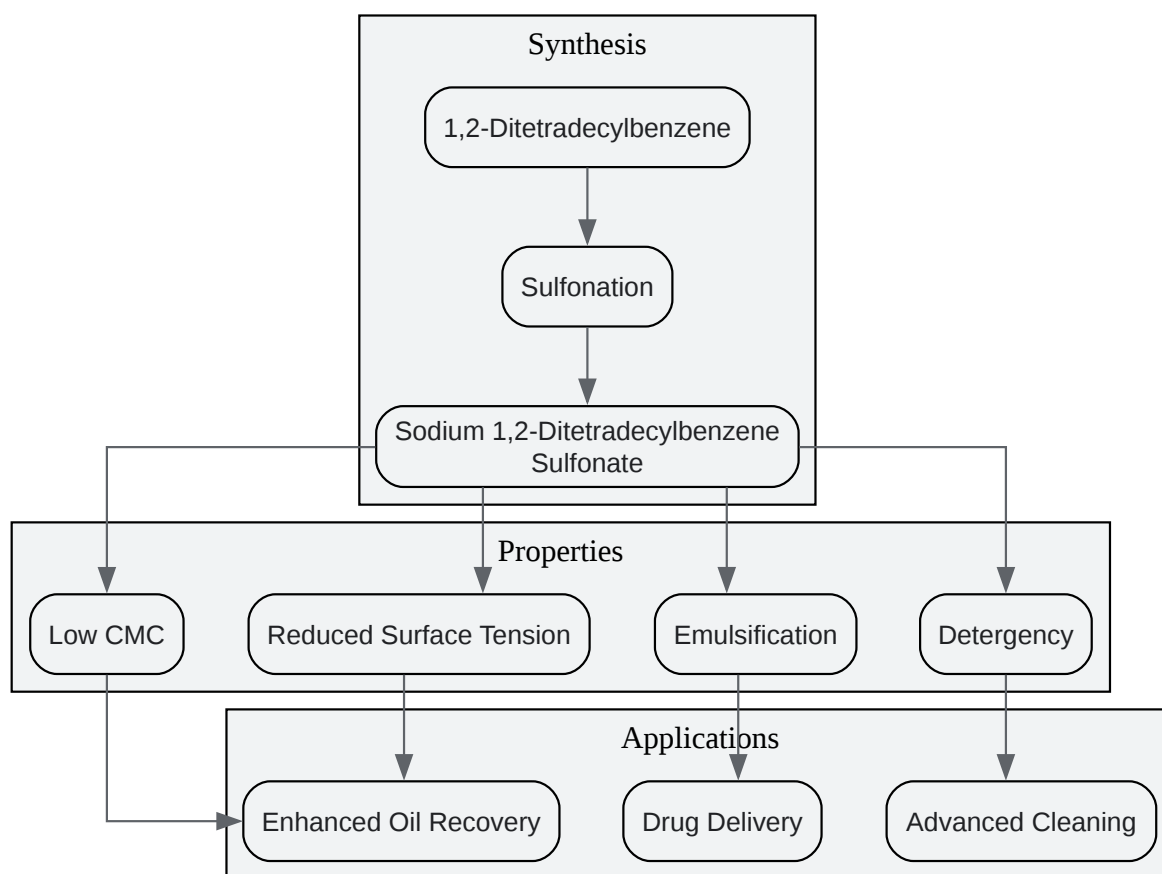 Synthesis
1,2-Ditetradecylbenzene
Sulfonation
Sodium 1,2-Ditetradecylbenzene
Sulfonate
Properties
Low CMC
Reduced Surface Tension
Emulsification
Detergency
Applications
Enhanced Oil Recovery
Drug Delivery
Advanced Cleaning